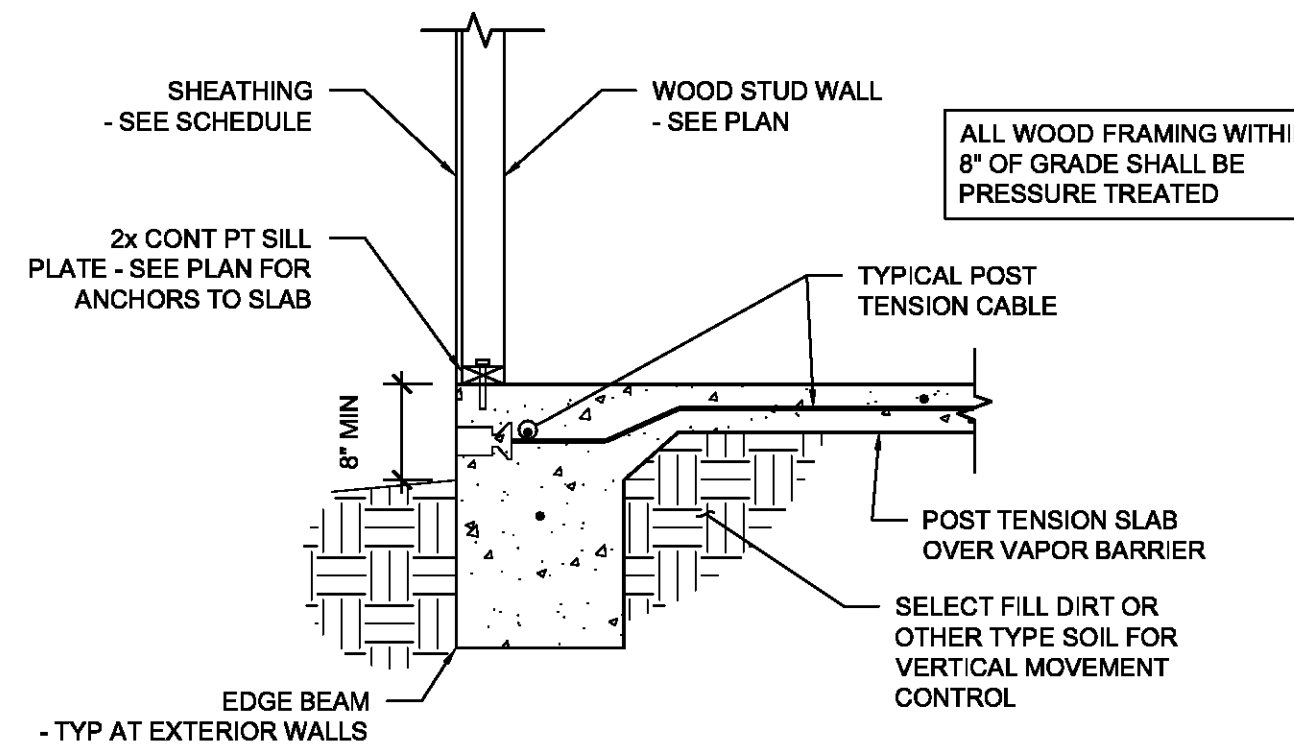 SHEATHING
- SEE SCHEDULE
WOOD STUD WALL
- SEE PLAN
ALL WOOD FRAMING WITHI
8" OF GRADE SHALL BE
PRESSURE TREATED
2x CONT PT SILL
PLATE - SEE PLAN FOR
ANCHORS TO SLAB
TYPICAL POST
TENSION CABLE
8" MIN
POST TENSION SLAB
OVER VAPOR BARRIER
SELECT FILL DIRT OR
OTHER TYPE SOIL FOR
VERTICAL MOVEMENT
CONTROL
EDGE BEAM
- TYP AT EXTERIOR WALLS